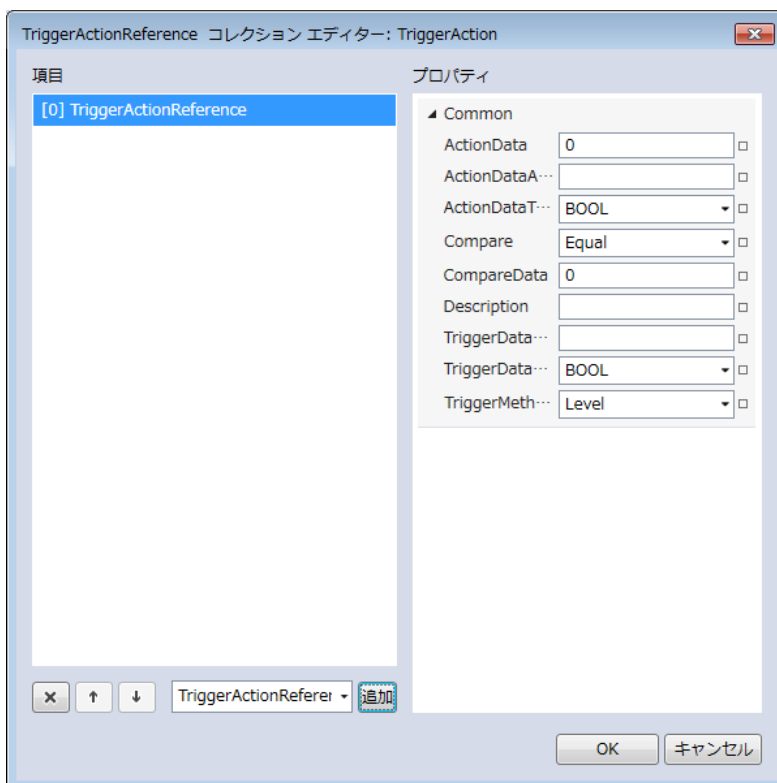 TriggerActionReference コレクション エディター: TriggerAction
項目
[0] TriggerActionReference
TriggerActionReferer
追加
プロパティ
Common
ActionData 0
ActionDataA…
ActionDataT… BOOL
Compare Equal
CompareData 0
Description
TriggerData…
TriggerData… BOOL
TriggerMeth… Level
OK キャンセル